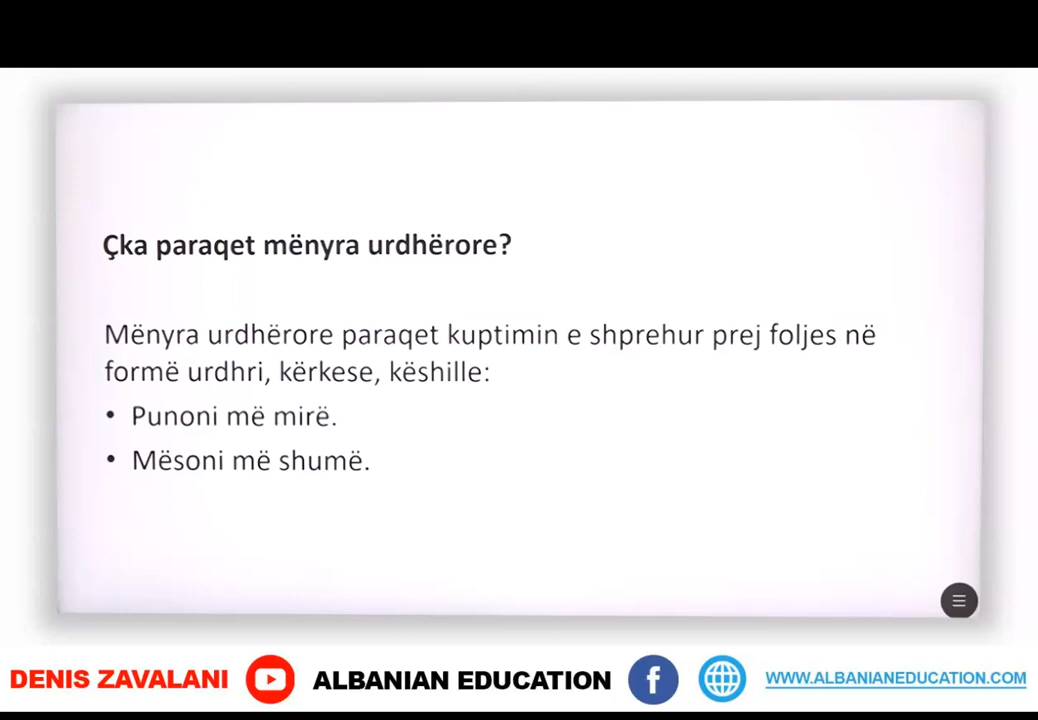 Çka paraqet mënyra urdhërore?
Mënyra urdhërore paraqet kuptimin e shprehur prej foljes në
formë urdhri, kërkese, këshille:
• Punoni më mirë.
• Mësoni më shumë.
DENIS ZAVALANI ALBANIAN EDUCATION WWW.ALBANIANEDUCATION.COM